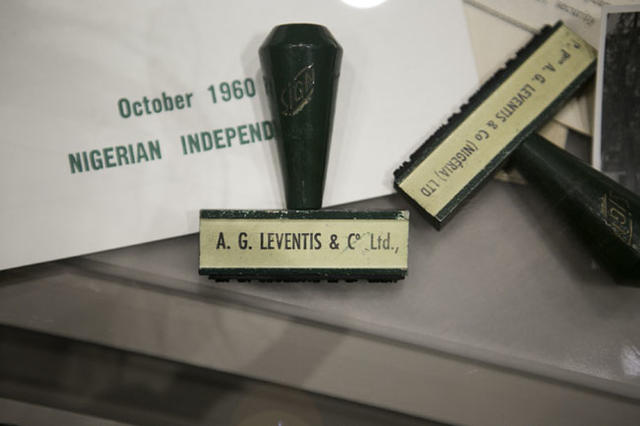 October 1960
NIGERIAN INDEPEND
A. G. LEVENTIS & Cº Ltd.,
A. G. LEVENTIS & Co (NIGERIA) LTD